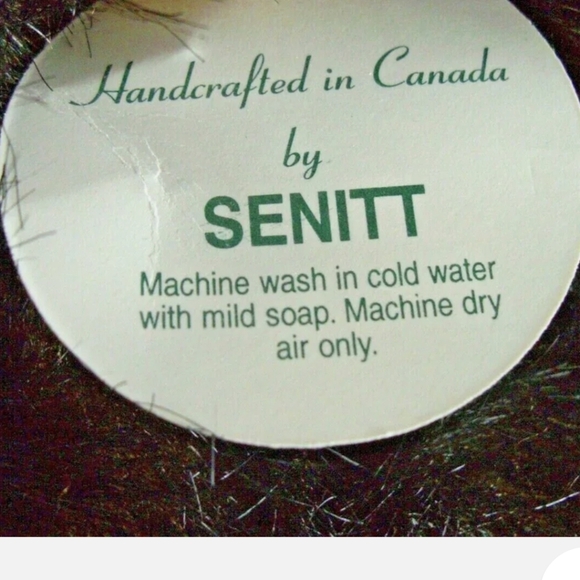 Handcrafted in Canada
by
SENITT
Machine wash in cold water
with mild soap. Machine dry
air only.